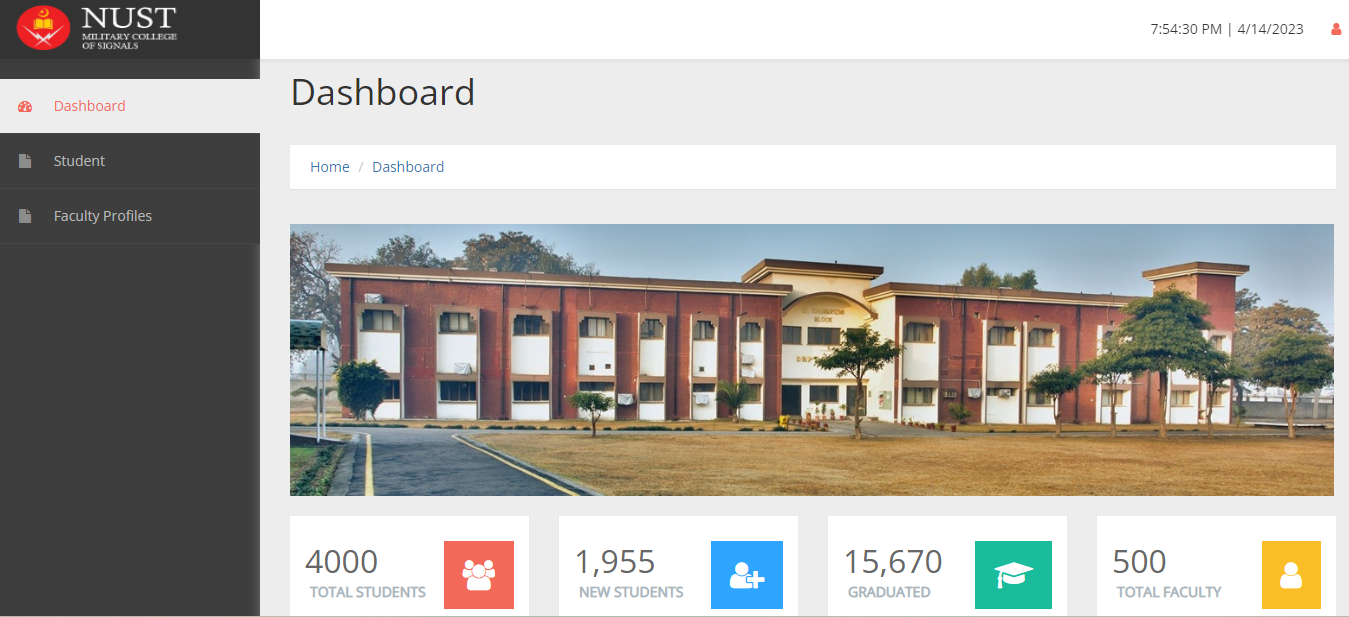 NUST
MILITARY COLLEGE
OF SIGNALS
7:54:30 PM | 4/14/2023
Dashboard
Student
Faculty Profiles
Dashboard
Home / Dashboard
BLOCK
4000
TOTAL STUDENTS
1,955
NEW STUDENTS
15,670
GRADUATED
500
TOTAL FACULTY